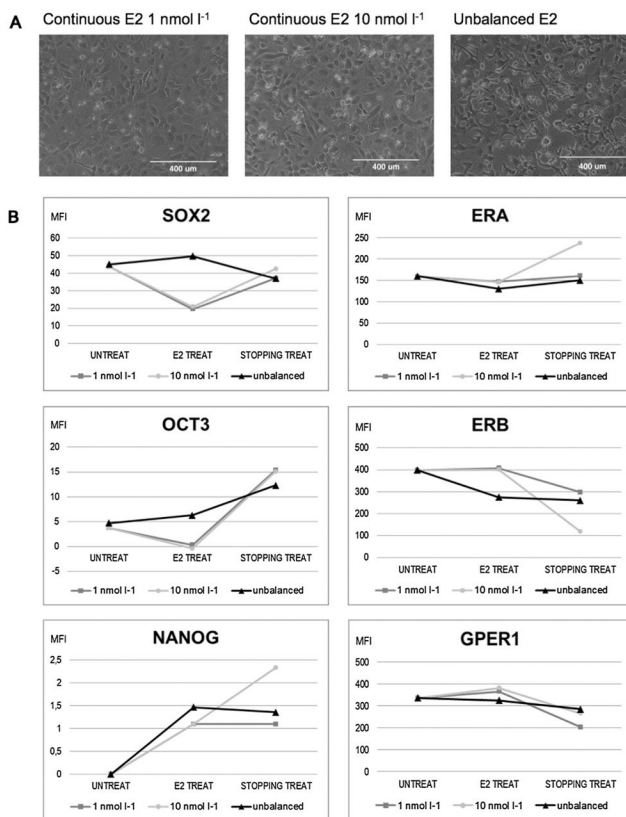 A
Continuous E2 1 nmol l-1
Continuous E2 10 nmol l-1
Unbalanced E2
400 um
400 um
400 um
B
MFI
SOX2
60
50
40
30
20
10
0
UNTREAT
E2 TREAT
STOPPING TREAT
1 nmol l-1
10 nmol l-1
unbalanced
MFI
ERA
250
200
150
100
50
0
UNTREAT
E2 TREAT
STOPPING TREAT
1 nmol l-1
10 nmol l-1
unbalanced
MFI
OCT3
20
15
10
5
0
-5
UNTREAT
E2 TREAT
STOPPING TREAT
1 nmol l-1
10 nmol l-1
unbalanced
MFI
ERB
500
400
300
200
100
0
UNTREAT
E2 TREAT
STOPPING TREAT
1 nmol l-1
10 nmol l-1
unbalanced
MFI
NANOG
2,5
2
1,5
1
0,5
0
UNTREAT
E2 TREAT
STOPPING TREAT
1 nmol l-1
10 nmol l-1
unbalanced
MFI
GPER1
500
400
300
200
100
0
UNTREAT
E2 TREAT
STOPPING TREAT
1 nmol l-1
10 nmol l-1
unbalanced